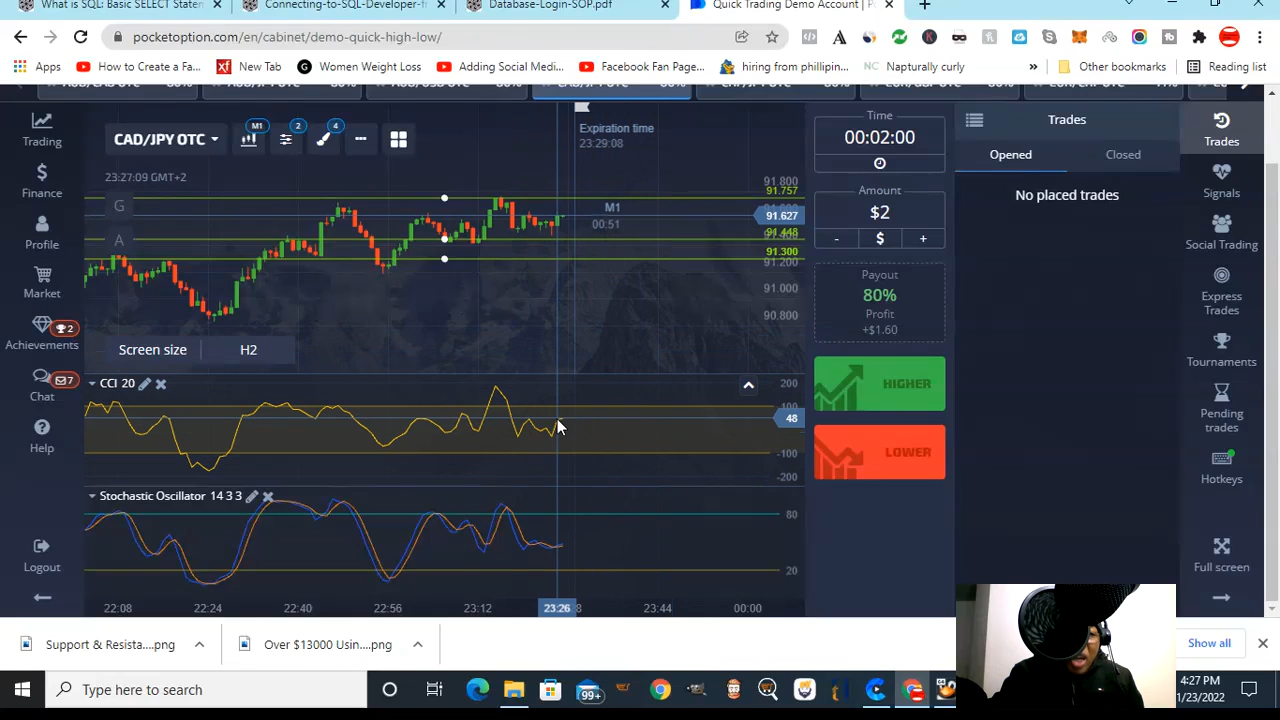 What is SQL: Basic SELECT Statem
Connecting-to-SQL-Developer-f
Database-Login-SOP.pdf
Quick Trading Demo Account | P
pocketoption.com/en/cabinet/demo-quick-high-low/
Apps
How to Create a Fa...
New Tab
Women Weight Loss
Adding Social Med...
Facebook Fan Page...
hiring from phillipin...
Napturally curly
Other bookmarks
Reading list
Trading
Finance
Profile
Market
Achievements
2
Chat
7
Help
Logout
CAD/JPY OTC
M1
2
4
23:27:09 GMT+2
Expiration time
23:29:08
G
A
M1
00:51
91.800
91.757
91.627
91.448
91.300
91.200
91.000
90.800
Screen size
H2
CCI 20
200
100
48
-100
-200
Stochastic Oscillator 14 3 3
80
20
22:08
22:24
22:40
22:56
23:12
23:26
23:44
00:00
Time
00:02:00
Amount
$2
- $ +
Payout
80%
Profit
+$1.60
HIGHER
LOWER
Trades
Opened
Closed
No placed trades
Trades
Signals
Social Trading
Express
Trades
Tournaments
Pending
trades
Hotkeys
Full screen
Support & Resista....png
Over $13000 Usin....png
Show all
Type here to search
99+
4:27 PM
1/23/2022